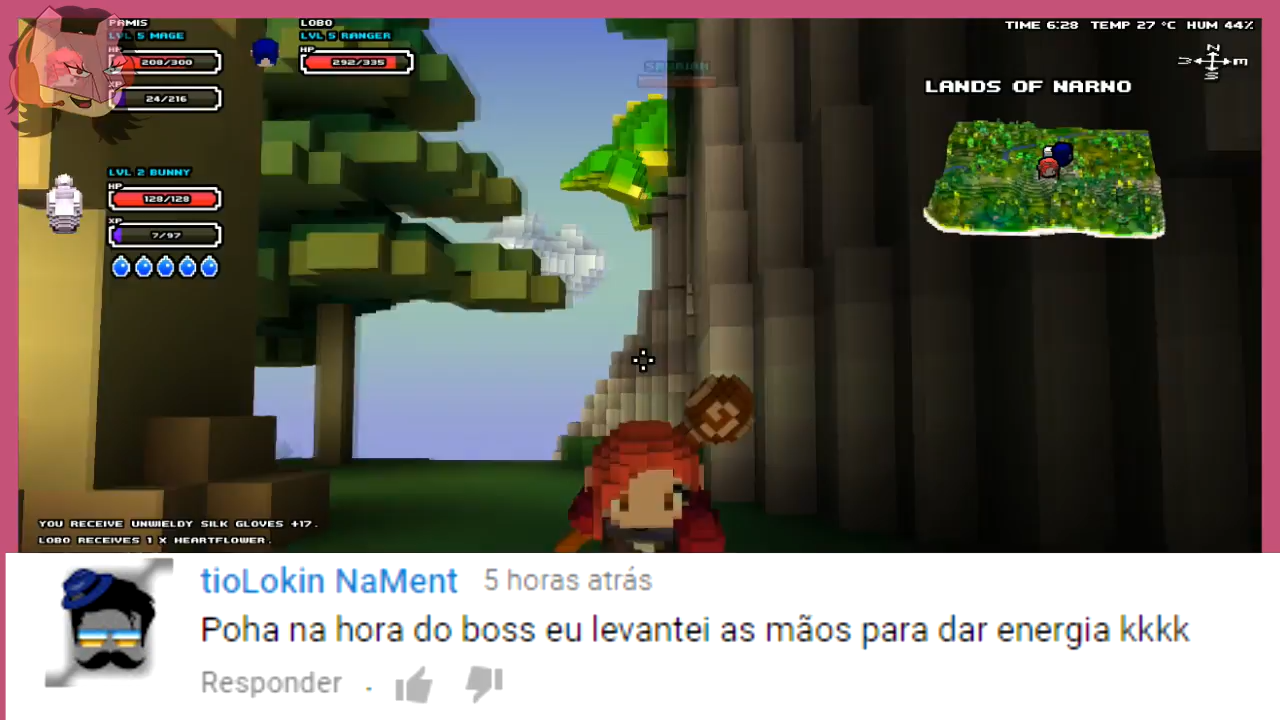 PAMIS
LVL 5 MAGE
HP
208/300
XP
24/216
LOBO
LVL 5 RANGER
HP
292/335
LVL 2 BUNNY
HP
128/128
XP
7/97
TIME 6:28 TEMP 27 °C HUM 44%
N
S
LANDS OF NARNO
YOU RECEIVE UNWIELDY SILK GLOVES +17.
LOBO RECEIVES 1 X HEARTFLOWER.
tioLokin NaMent 5 horas atrás
Poha na hora do boss eu levantei as mãos para dar energia kkkk
Responder .